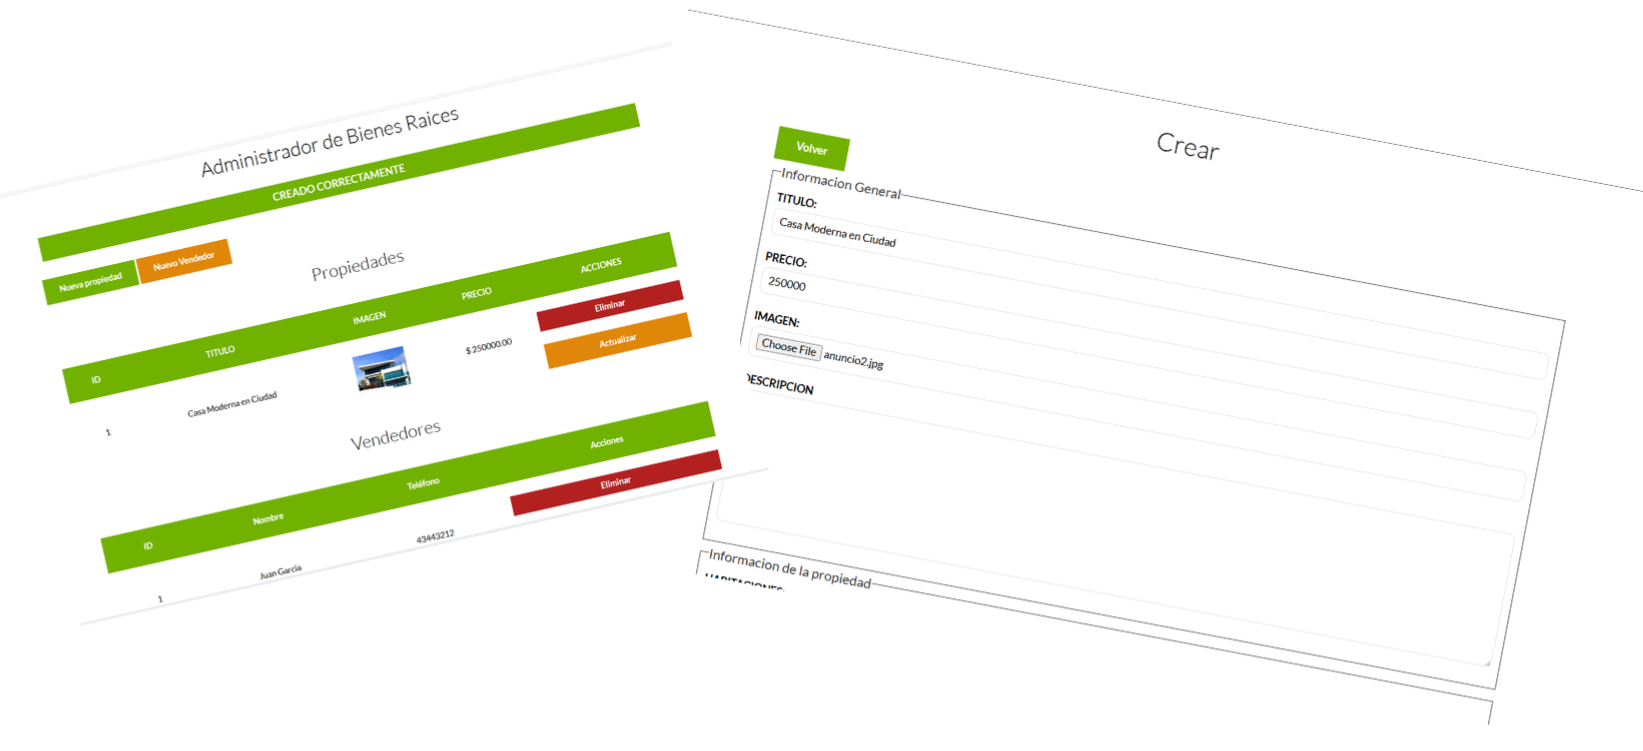 Administrador de Bienes Raices
CREADO CORRECTAMENTE
Nueva propiedad Nuevo Vendedor
Propiedades
ID TITULO IMAGEN PRECIO ACCIONES
1 Casa Moderna en Ciudad $ 250000.00 Eliminar
Actualizar
Vendedores
ID Nombre Teléfono Acciones
1 Juan Garcia 43443212 Eliminar
Crear
Volver
Informacion General
TITULO:
Casa Moderna en Ciudad
PRECIO:
250000
IMAGEN:
Choose File anuncio2.jpg
DESCRIPCION
Informacion de la propiedad